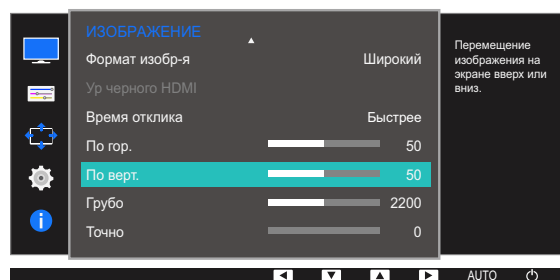 ИЗОБРАЖЕНИЕ
Формат изобр-я Широкий
Ур черного HDMI
Время отклика Быстрее
По гор. 50
По верт. 50
Грубо 2200
Точно 0
Перемещение
изображения на
экране вверх или
вниз.
AUTO